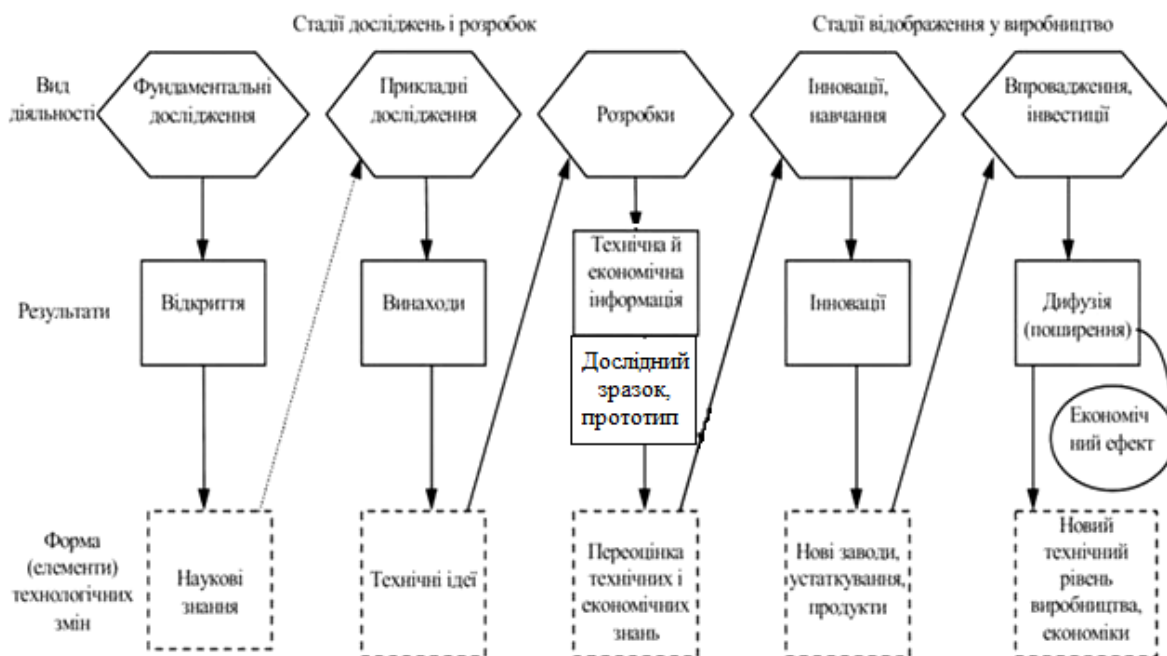 Стадії досліджень і розробок
Стадії відображення у виробництво
Вид
діяльності
Фундаментальні
дослідження
Прикладні
дослідження
Розробки
Інновації,
навчання
Впровадження,
інвестиції
Результати
Відкриття
Винаходи
Технічна й
економічна
інформація
Дослідний
зразок,
прототип
Інновації
Дифузія
(поширення)
Економіч
ний ефект
Форма
(елементи)
технологічних
змін
Наукові
знання
Технічні ідеї
Переоцінка
технічних і
економічних
знань
Нові заводи,
устаткування,
продукти
Новий
технічний
рівень
виробництва,
економіки